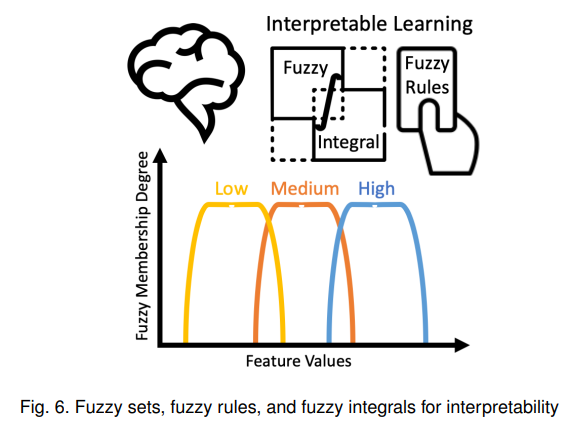 Interpretable Learning
Fuzzy
Integral
Fuzzy
Rules
Low Medium High
Fuzzy Membership Degree
Feature Values
Fig. 6. Fuzzy sets, fuzzy rules, and fuzzy integrals for interpretability